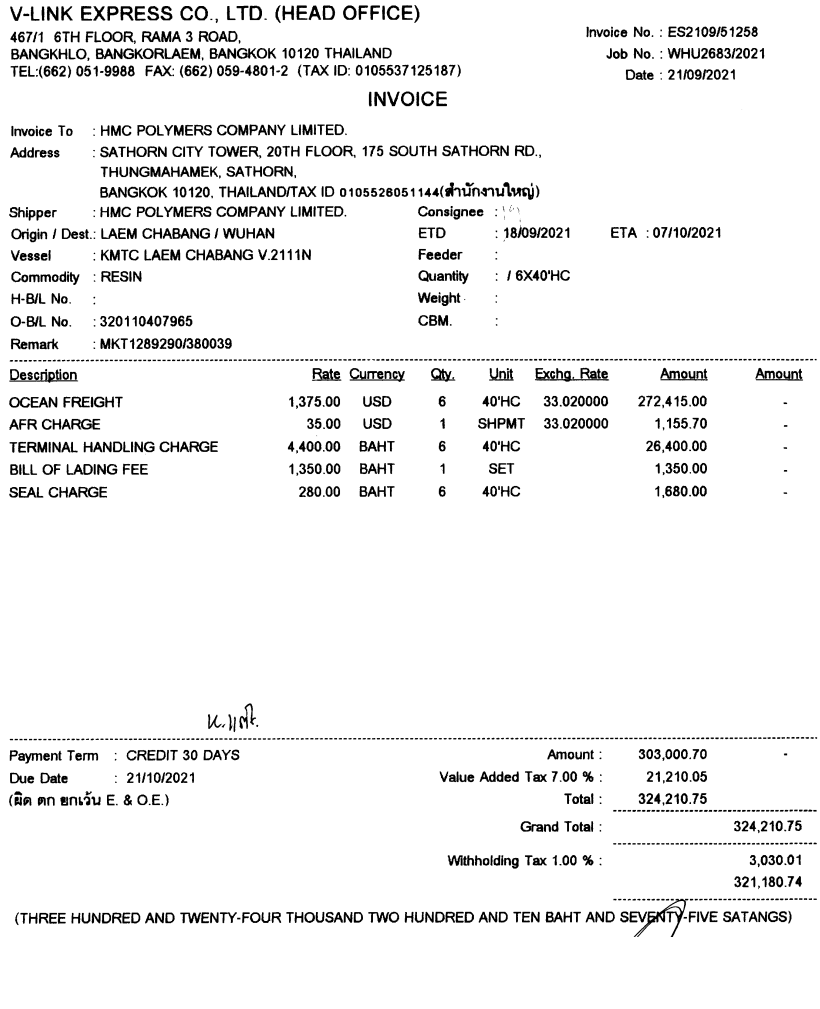 V-LINK EXPRESS CO., LTD. (HEAD OFFICE)
467/1 6TH FLOOR, RAMA 3 ROAD,
BANGKHLO, BANGKORLAEM, BANGKOK 10120 THAILAND
TEL:(662) 051-9988 FAX: (662) 059-4801-2 (TAX ID: 0105537125187)
Invoice No. : ES2109/51258
Job No. : WHU2683/2021
Date : 21/09/2021
INVOICE
Invoice To : HMC POLYMERS COMPANY LIMITED.
Address : SATHORN CITY TOWER, 20TH FLOOR, 175 SOUTH SATHORN RD.,
THUNGMAHAMEK, SATHORN,
BANGKOK 10120, THAILAND/TAX ID 0105526051144(สำนักงานใหญ่)
Shipper : HMC POLYMERS COMPANY LIMITED. Consignee :
Origin / Dest.: LAEM CHABANG / WUHAN ETD : 18/09/2021 ETA : 07/10/2021
Vessel : KMTC LAEM CHABANG V.2111N Feeder :
Commodity : RESIN Quantity : / 6X40'HC
H-B/L No. : Weight :
O-B/L No. : 320110407965 CBM. :
Remark : MKT1289290/380039
Description Rate Currency Qty. Unit Exchg. Rate Amount Amount
OCEAN FREIGHT 1,375.00 USD 6 40'HC 33.020000 272,415.00 -
AFR CHARGE 35.00 USD 1 SHPMT 33.020000 1,155.70 -
TERMINAL HANDLING CHARGE 4,400.00 BAHT 6 40'HC 26,400.00 -
BILL OF LADING FEE 1,350.00 BAHT 1 SET 1,350.00 -
SEAL CHARGE 280.00 BAHT 6 40'HC 1,680.00 -
Payment Term : CREDIT 30 DAYS Amount : 303,000.70 -
Due Date : 21/10/2021 Value Added Tax 7.00 % : 21,210.05
(ผิด ตก ยกเว้น E. & O.E.) Total : 324,210.75
Grand Total : 324,210.75
Withholding Tax 1.00 % : 3,030.01
321,180.74
(THREE HUNDRED AND TWENTY-FOUR THOUSAND TWO HUNDRED AND TEN BAHT AND SEVENTY-FIVE SATANGS)